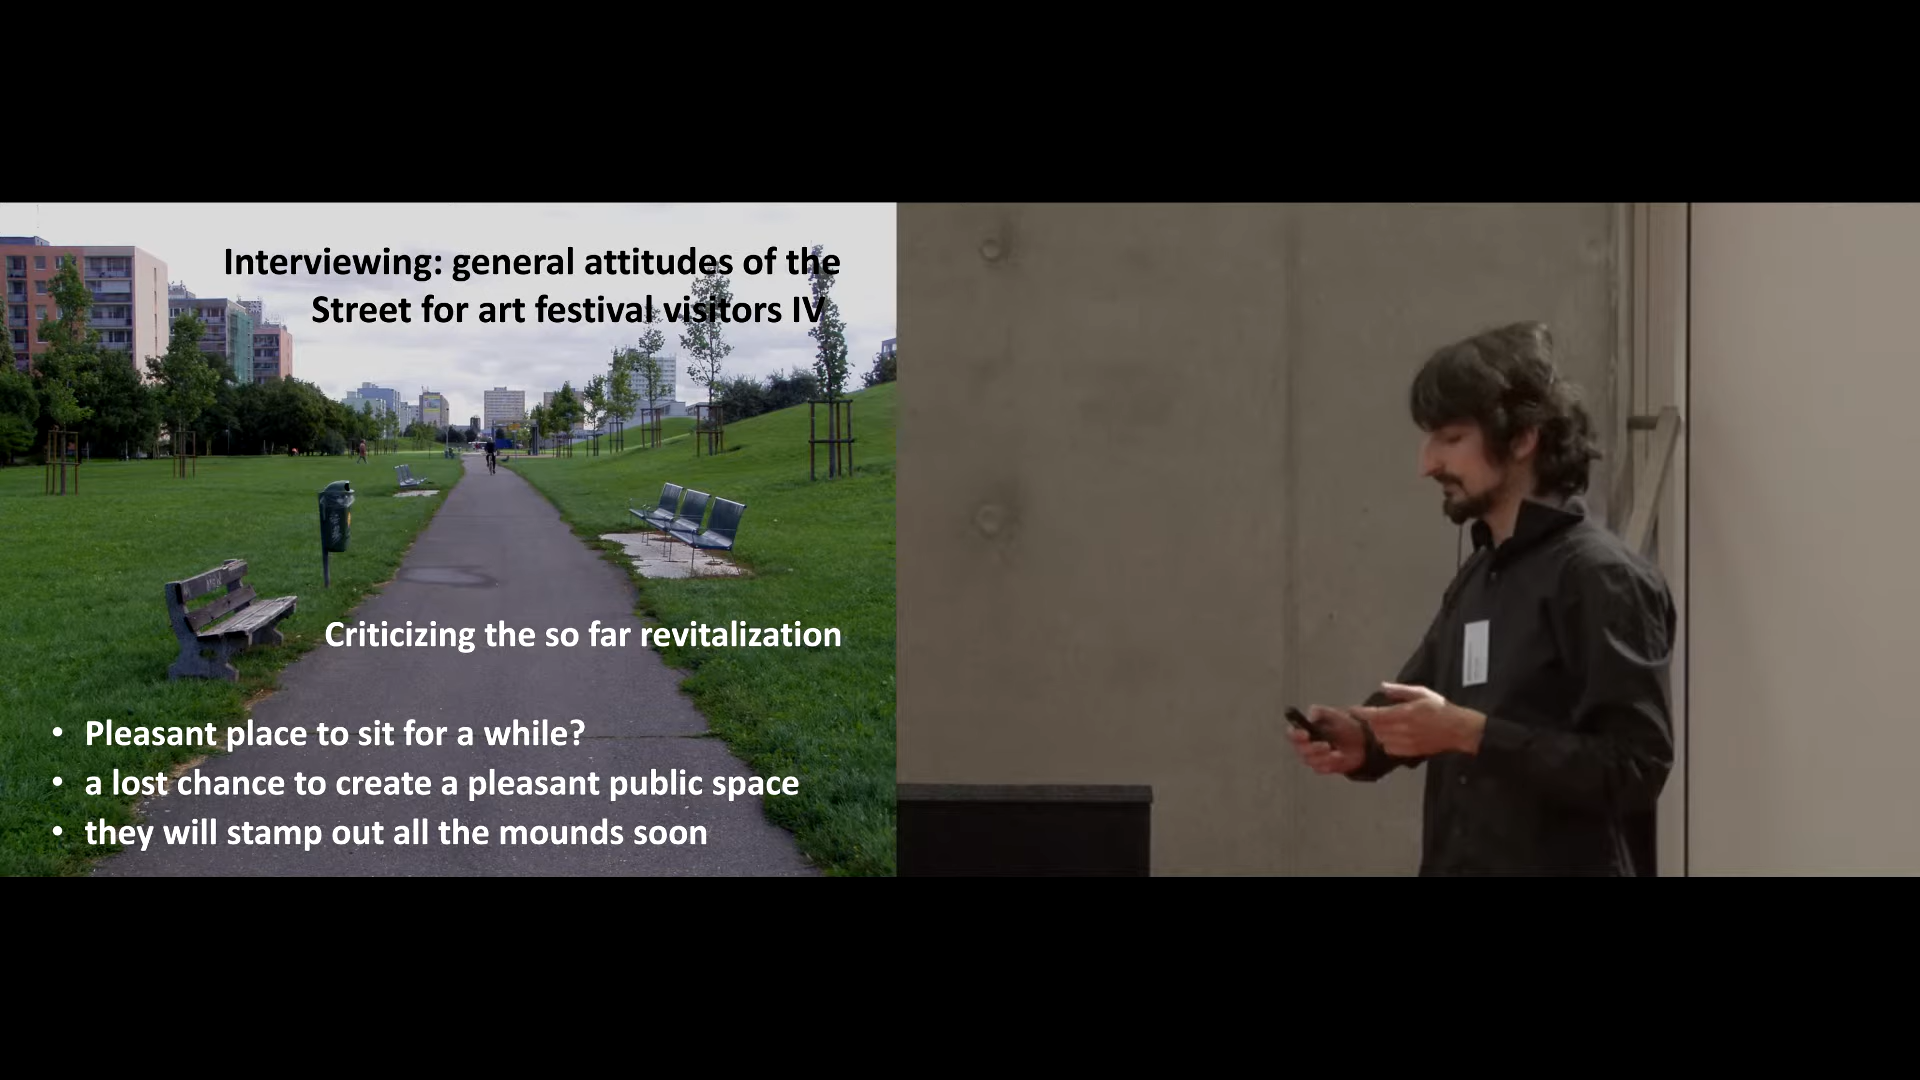 Interviewing: general attitudes of the
Street for art festival visitors IV
Criticizing the so far revitalization
• Pleasant place to sit for a while?
• a lost chance to create a pleasant public space
• they will stamp out all the mounds soon